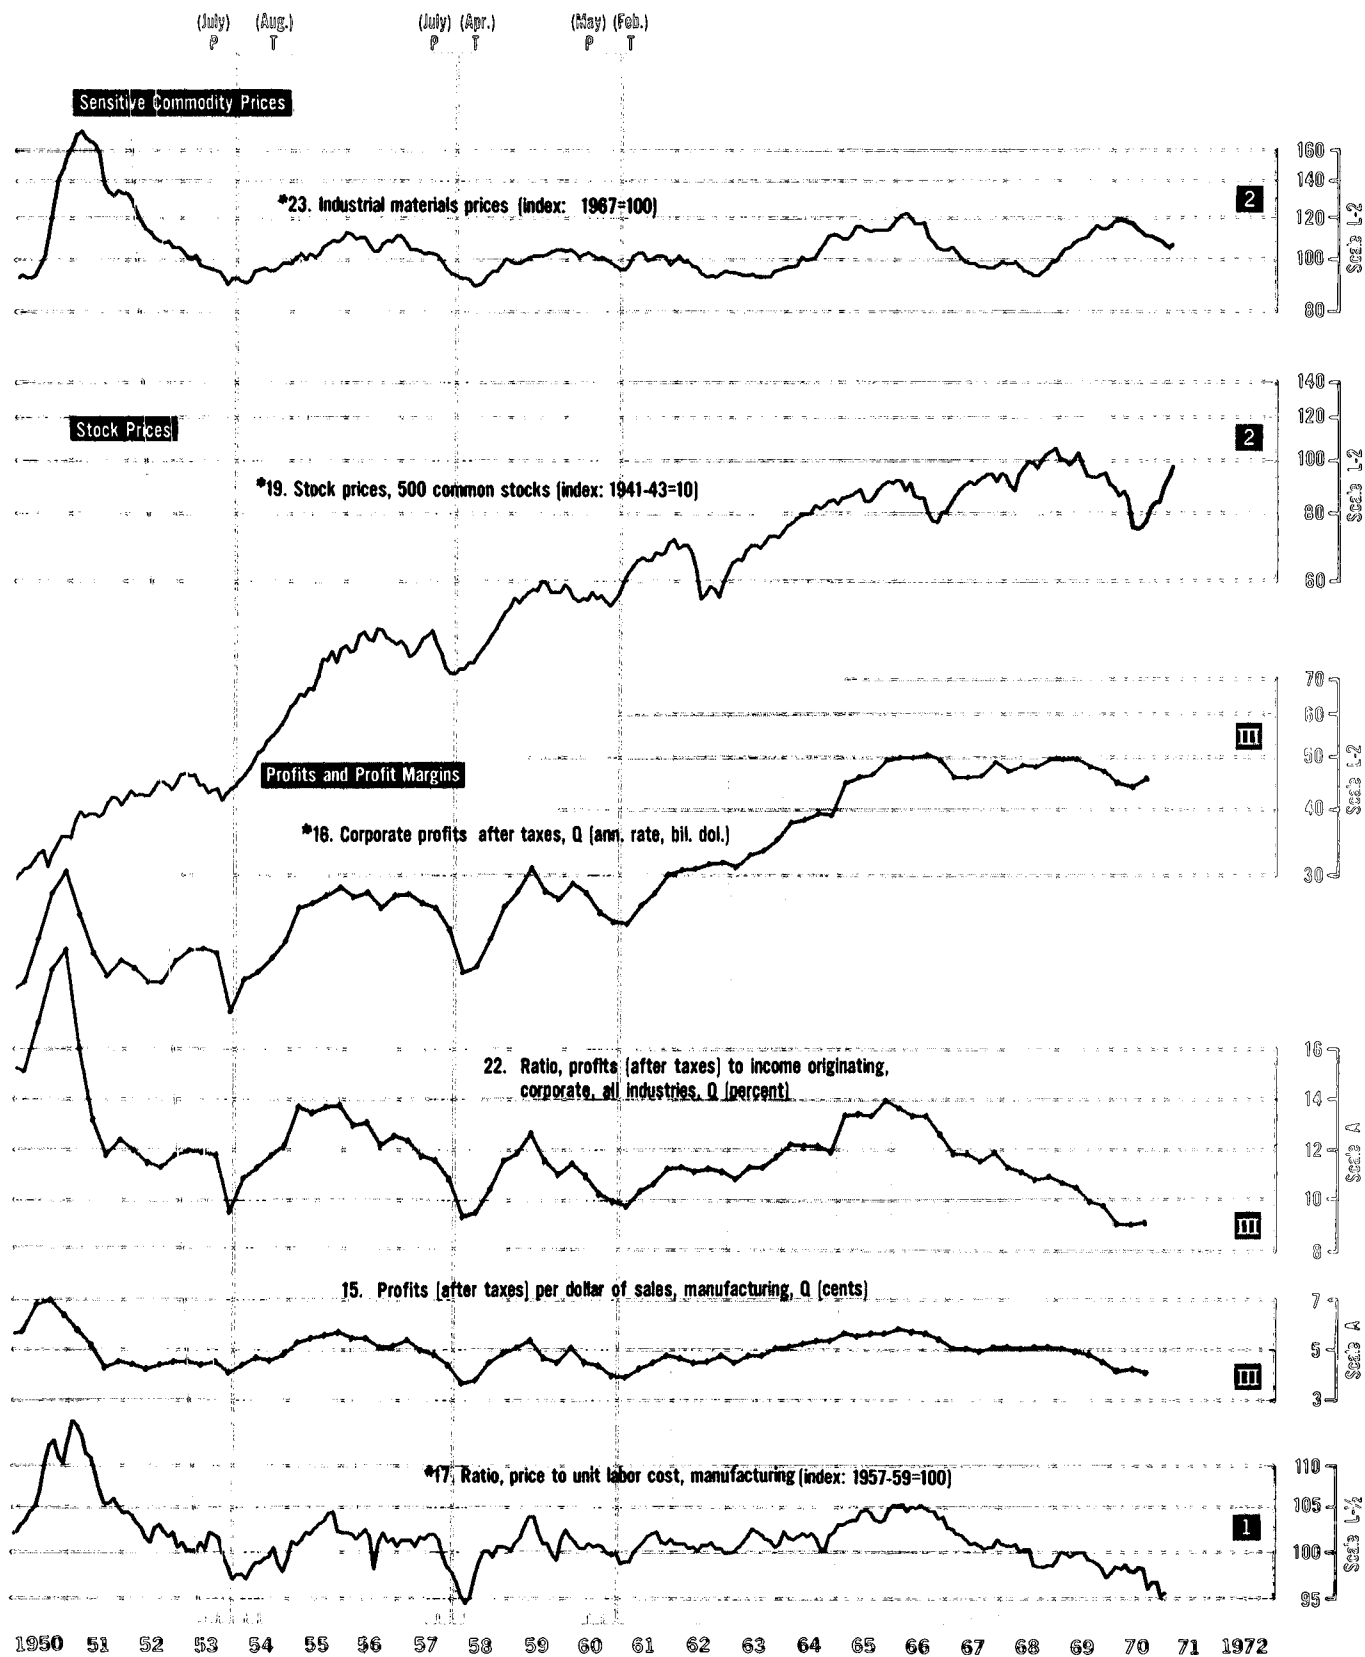 (July) (Aug.) (July) (Apr.) (May) (Feb.)
P T P T P T
Sensitive Commodity Prices
*23. Industrial materials prices (index: 1967=100)
2
160
140
120
100
80
Scale L-2
Stock Prices
*19. Stock prices, 500 common stocks (index: 1941-43=10)
2
140
120
100
80
60
Scale L-2
Profits and Profit Margins
*16. Corporate profits after taxes, Q (ann. rate, bil. dol.)
III
70
60
50
40
30
Scale L-2
22. Ratio, profits (after taxes) to income originating,
corporate, all industries, Q (percent)
III
16
14
12
10
8
Scale A
15. Profits (after taxes) per dollar of sales, manufacturing, Q (cents)
III
7
5
3
Scale A
*17. Ratio, price to unit labor cost, manufacturing (index: 1957-59=100)
1
110
105
100
95
Scale L-½
1950 51 52 53 54 55 56 57 58 59 60 61 62 63 64 65 66 67 68 69 70 71 1972